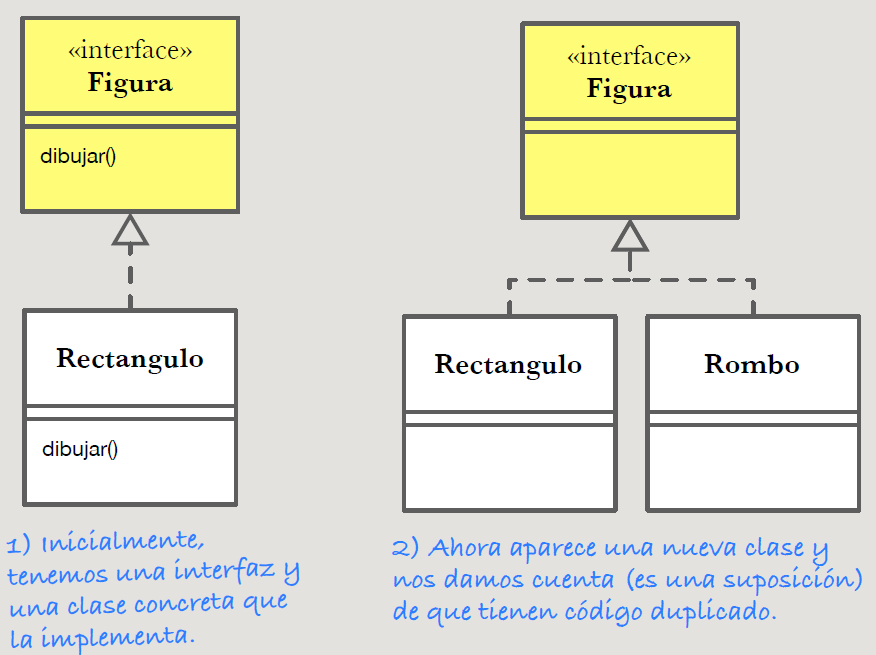 «interface»
Figura
dibujar()
Rectangulo
dibujar()
1) Inicialmente,
tenemos una interfaz y
una clase concreta que
la implementa.
«interface»
Figura
Rectangulo
Rombo
2) Ahora aparece una nueva clase y
nos damos cuenta (es una suposición)
de que tienen código duplicado.